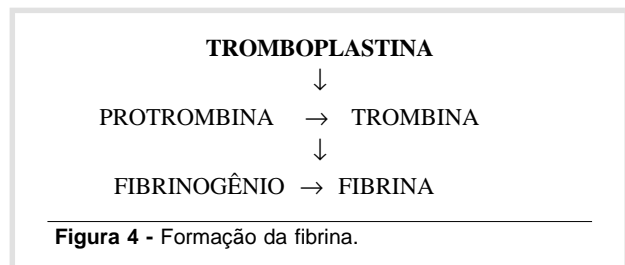 TROMBOPLASTINA
↓
PROTROMBINA → TROMBINA
↓
FIBRINOGÊNIO → FIBRINA
Figura 4 - Formação da fibrina.